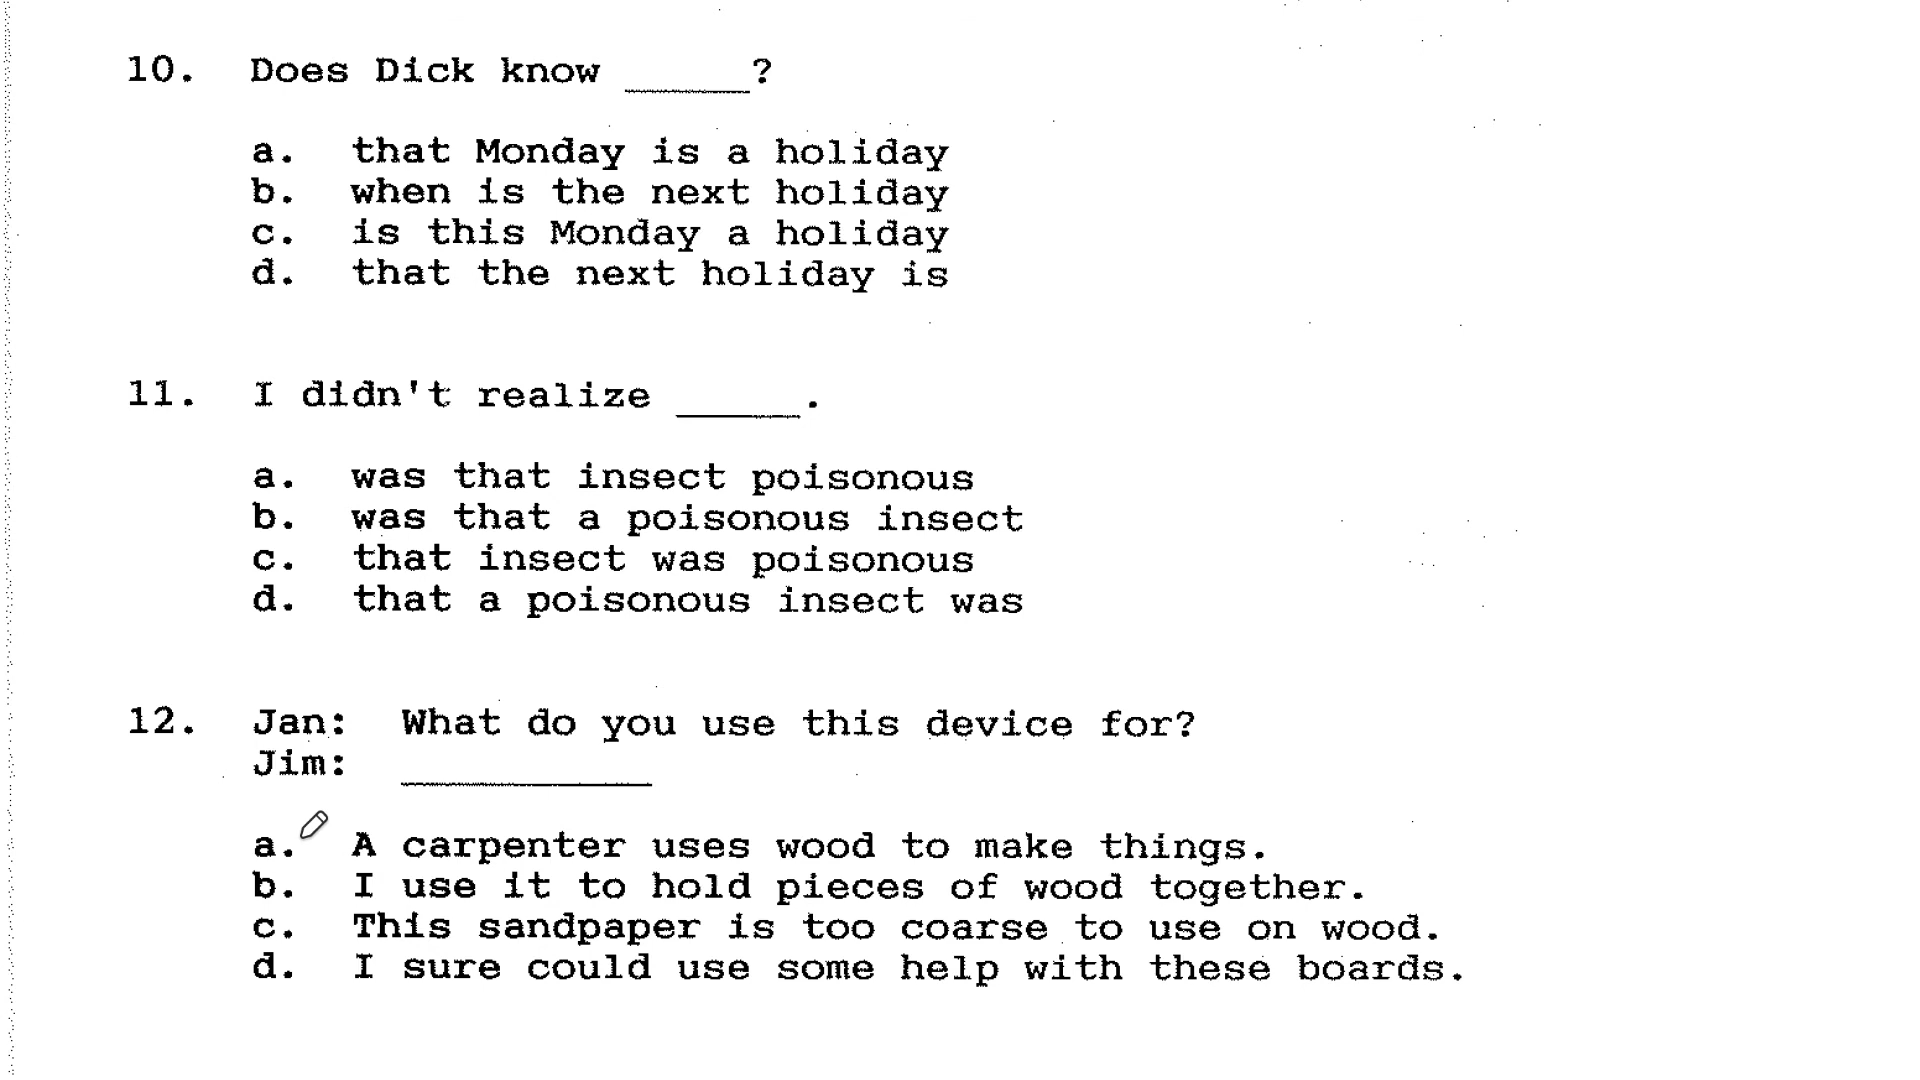 10. Does Dick know _____?
a. that Monday is a holiday
b. when is the next holiday
c. is this Monday a holiday
d. that the next holiday is
11. I didn't realize _____.
a. was that insect poisonous
b. was that a poisonous insect
c. that insect was poisonous
d. that a poisonous insect was
12. Jan: What do you use this device for?
Jim: __________
a. A carpenter uses wood to make things.
b. I use it to hold pieces of wood together.
c. This sandpaper is too coarse to use on wood.
d. I sure could use some help with these boards.